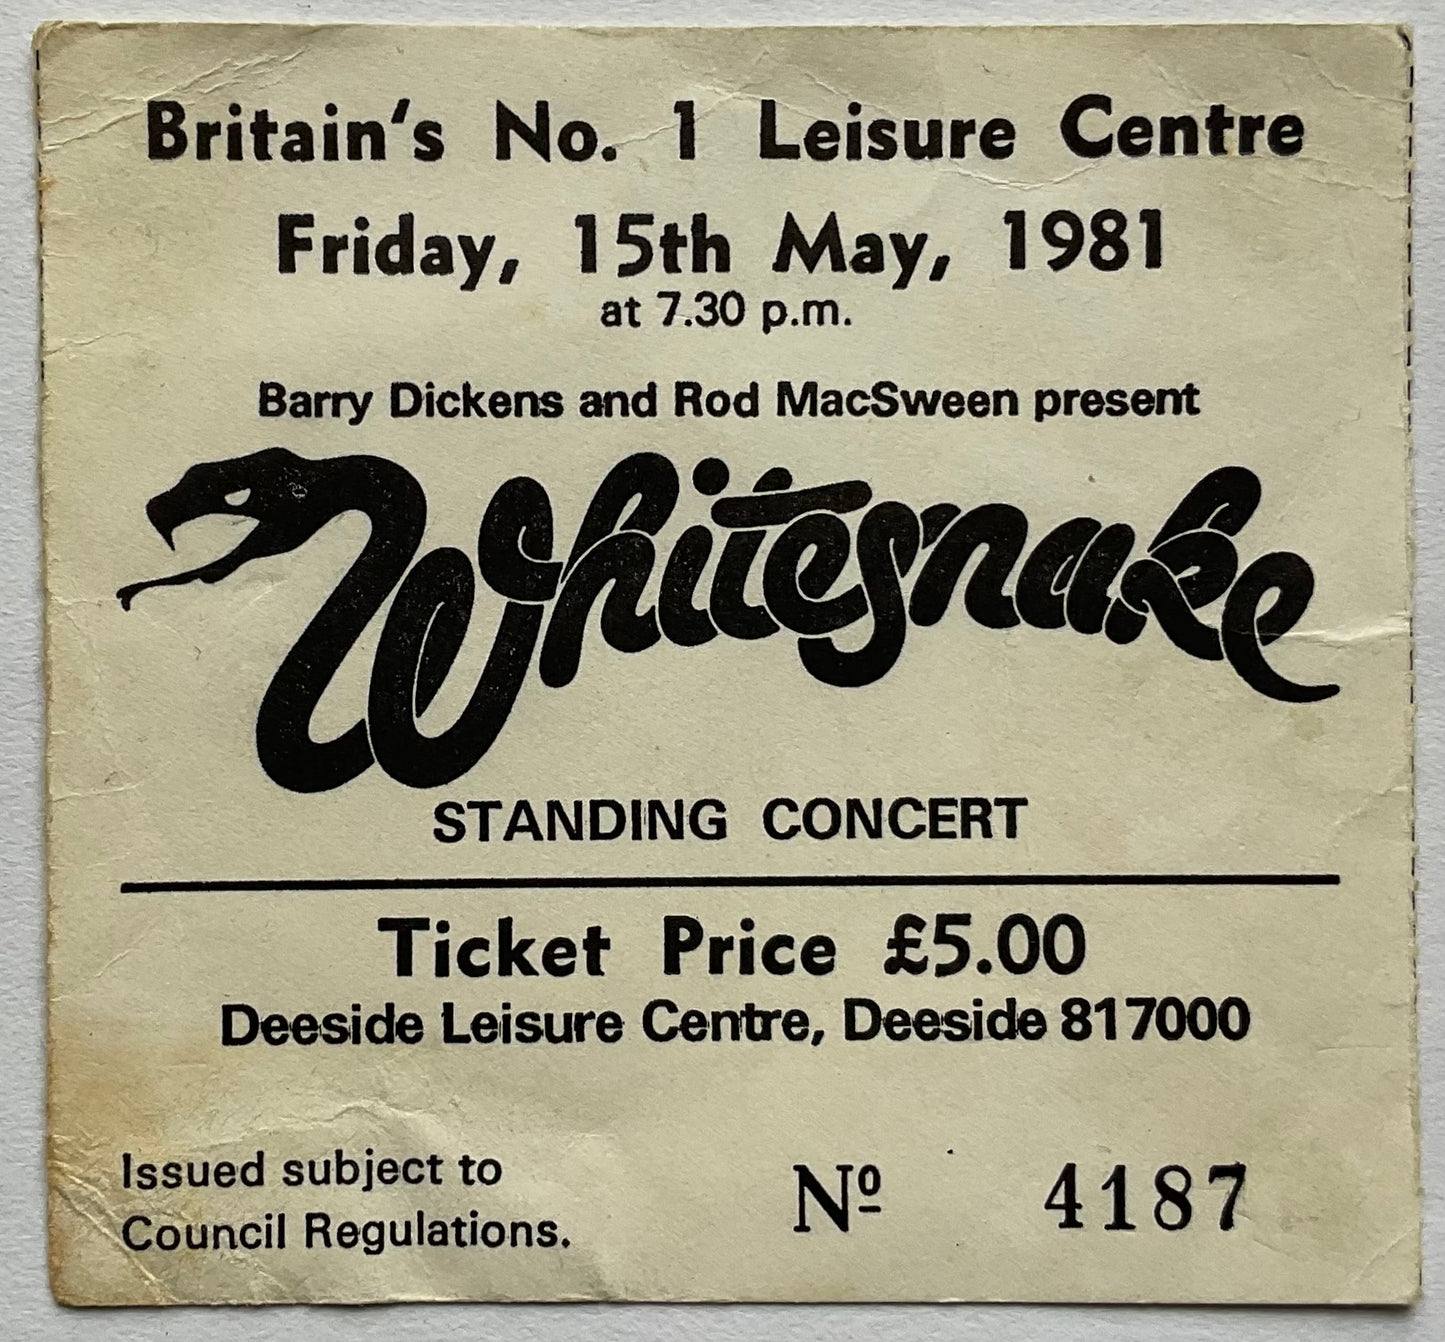 Britain's No. 1 Leisure Centre
Friday, 15th May, 1981
at 7.30 p.m.
Barry Dickens and Rod MacSween present
Whitesnake
STANDING CONCERT
Ticket Price £5.00
Deeside Leisure Centre, Deeside 817000
Issued subject to
Council Regulations.
Nº 4187